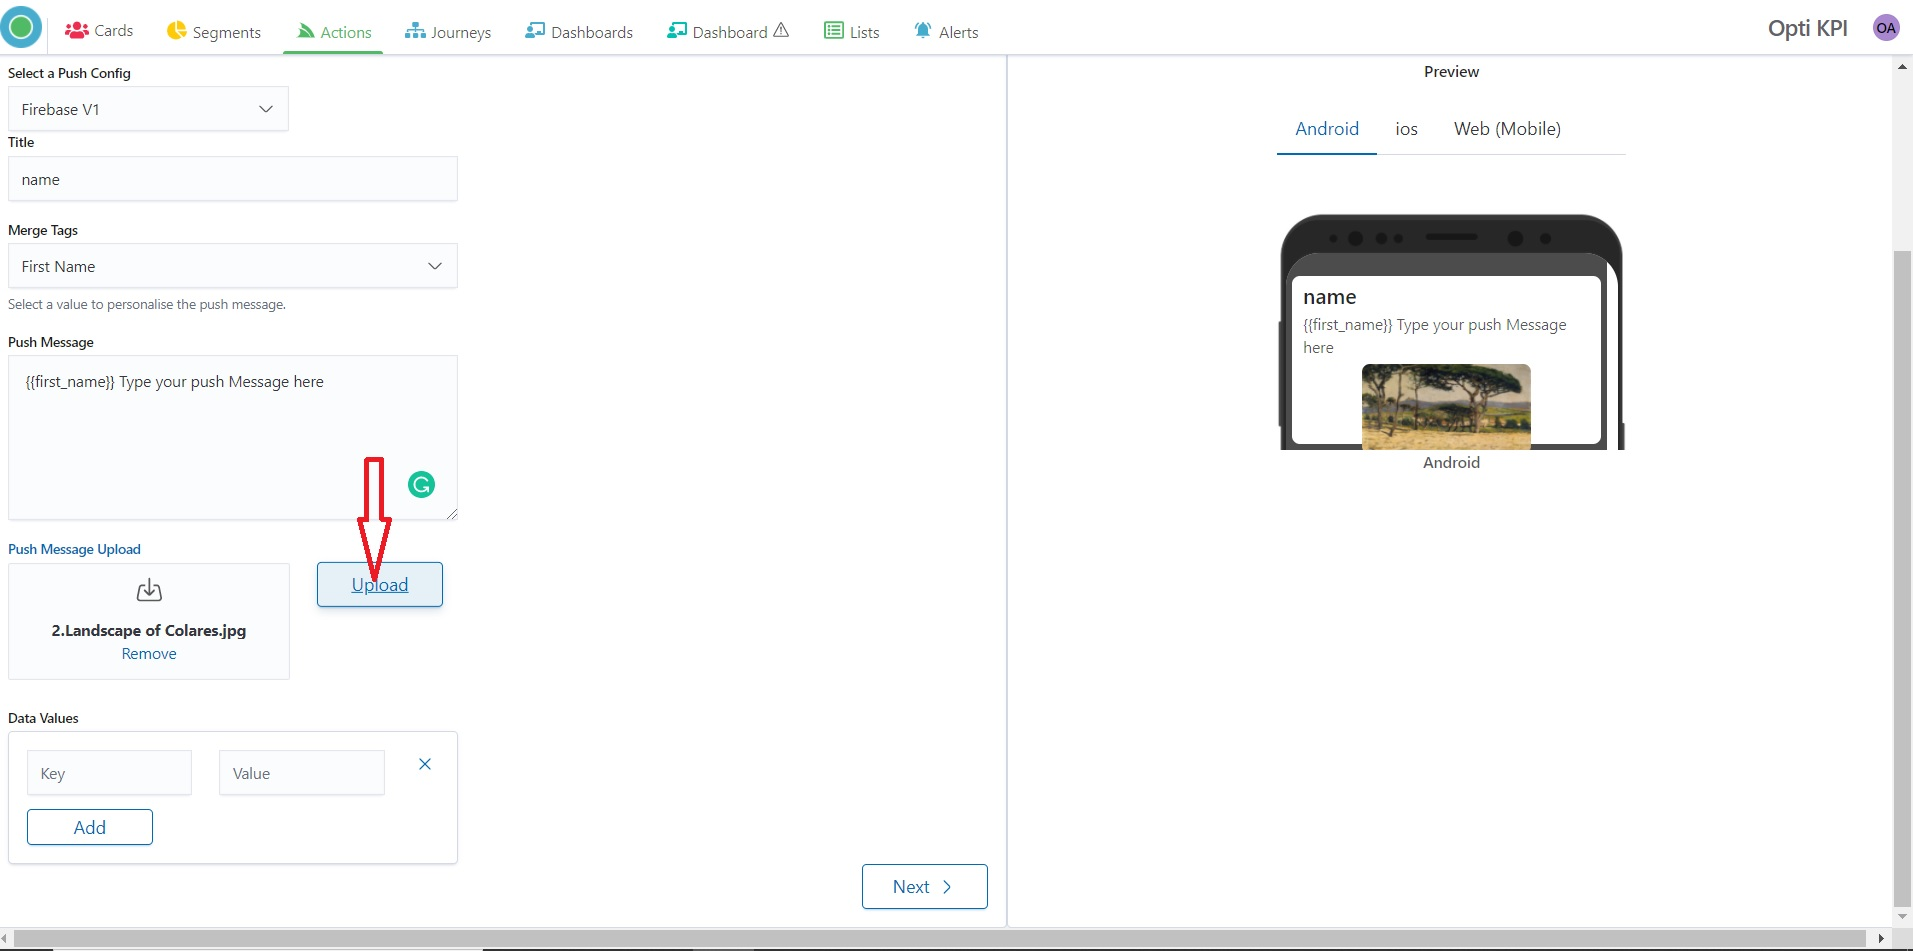 Cards
Segments
Actions
Journeys
Dashboards
Dashboard
Lists
Alerts
Opti KPI
OA
Select a Push Config
Firebase V1
Title
name
Merge Tags
First Name
Select a value to personalise the push message.
Push Message
{{first_name}} Type your push Message here
G
Push Message Upload
2.Landscape of Colares.jpg
Remove
Upload
Data Values
Key
Value
Add
Next
Preview
Android
ios
Web (Mobile)
name
{{first_name}} Type your push Message
here
Android